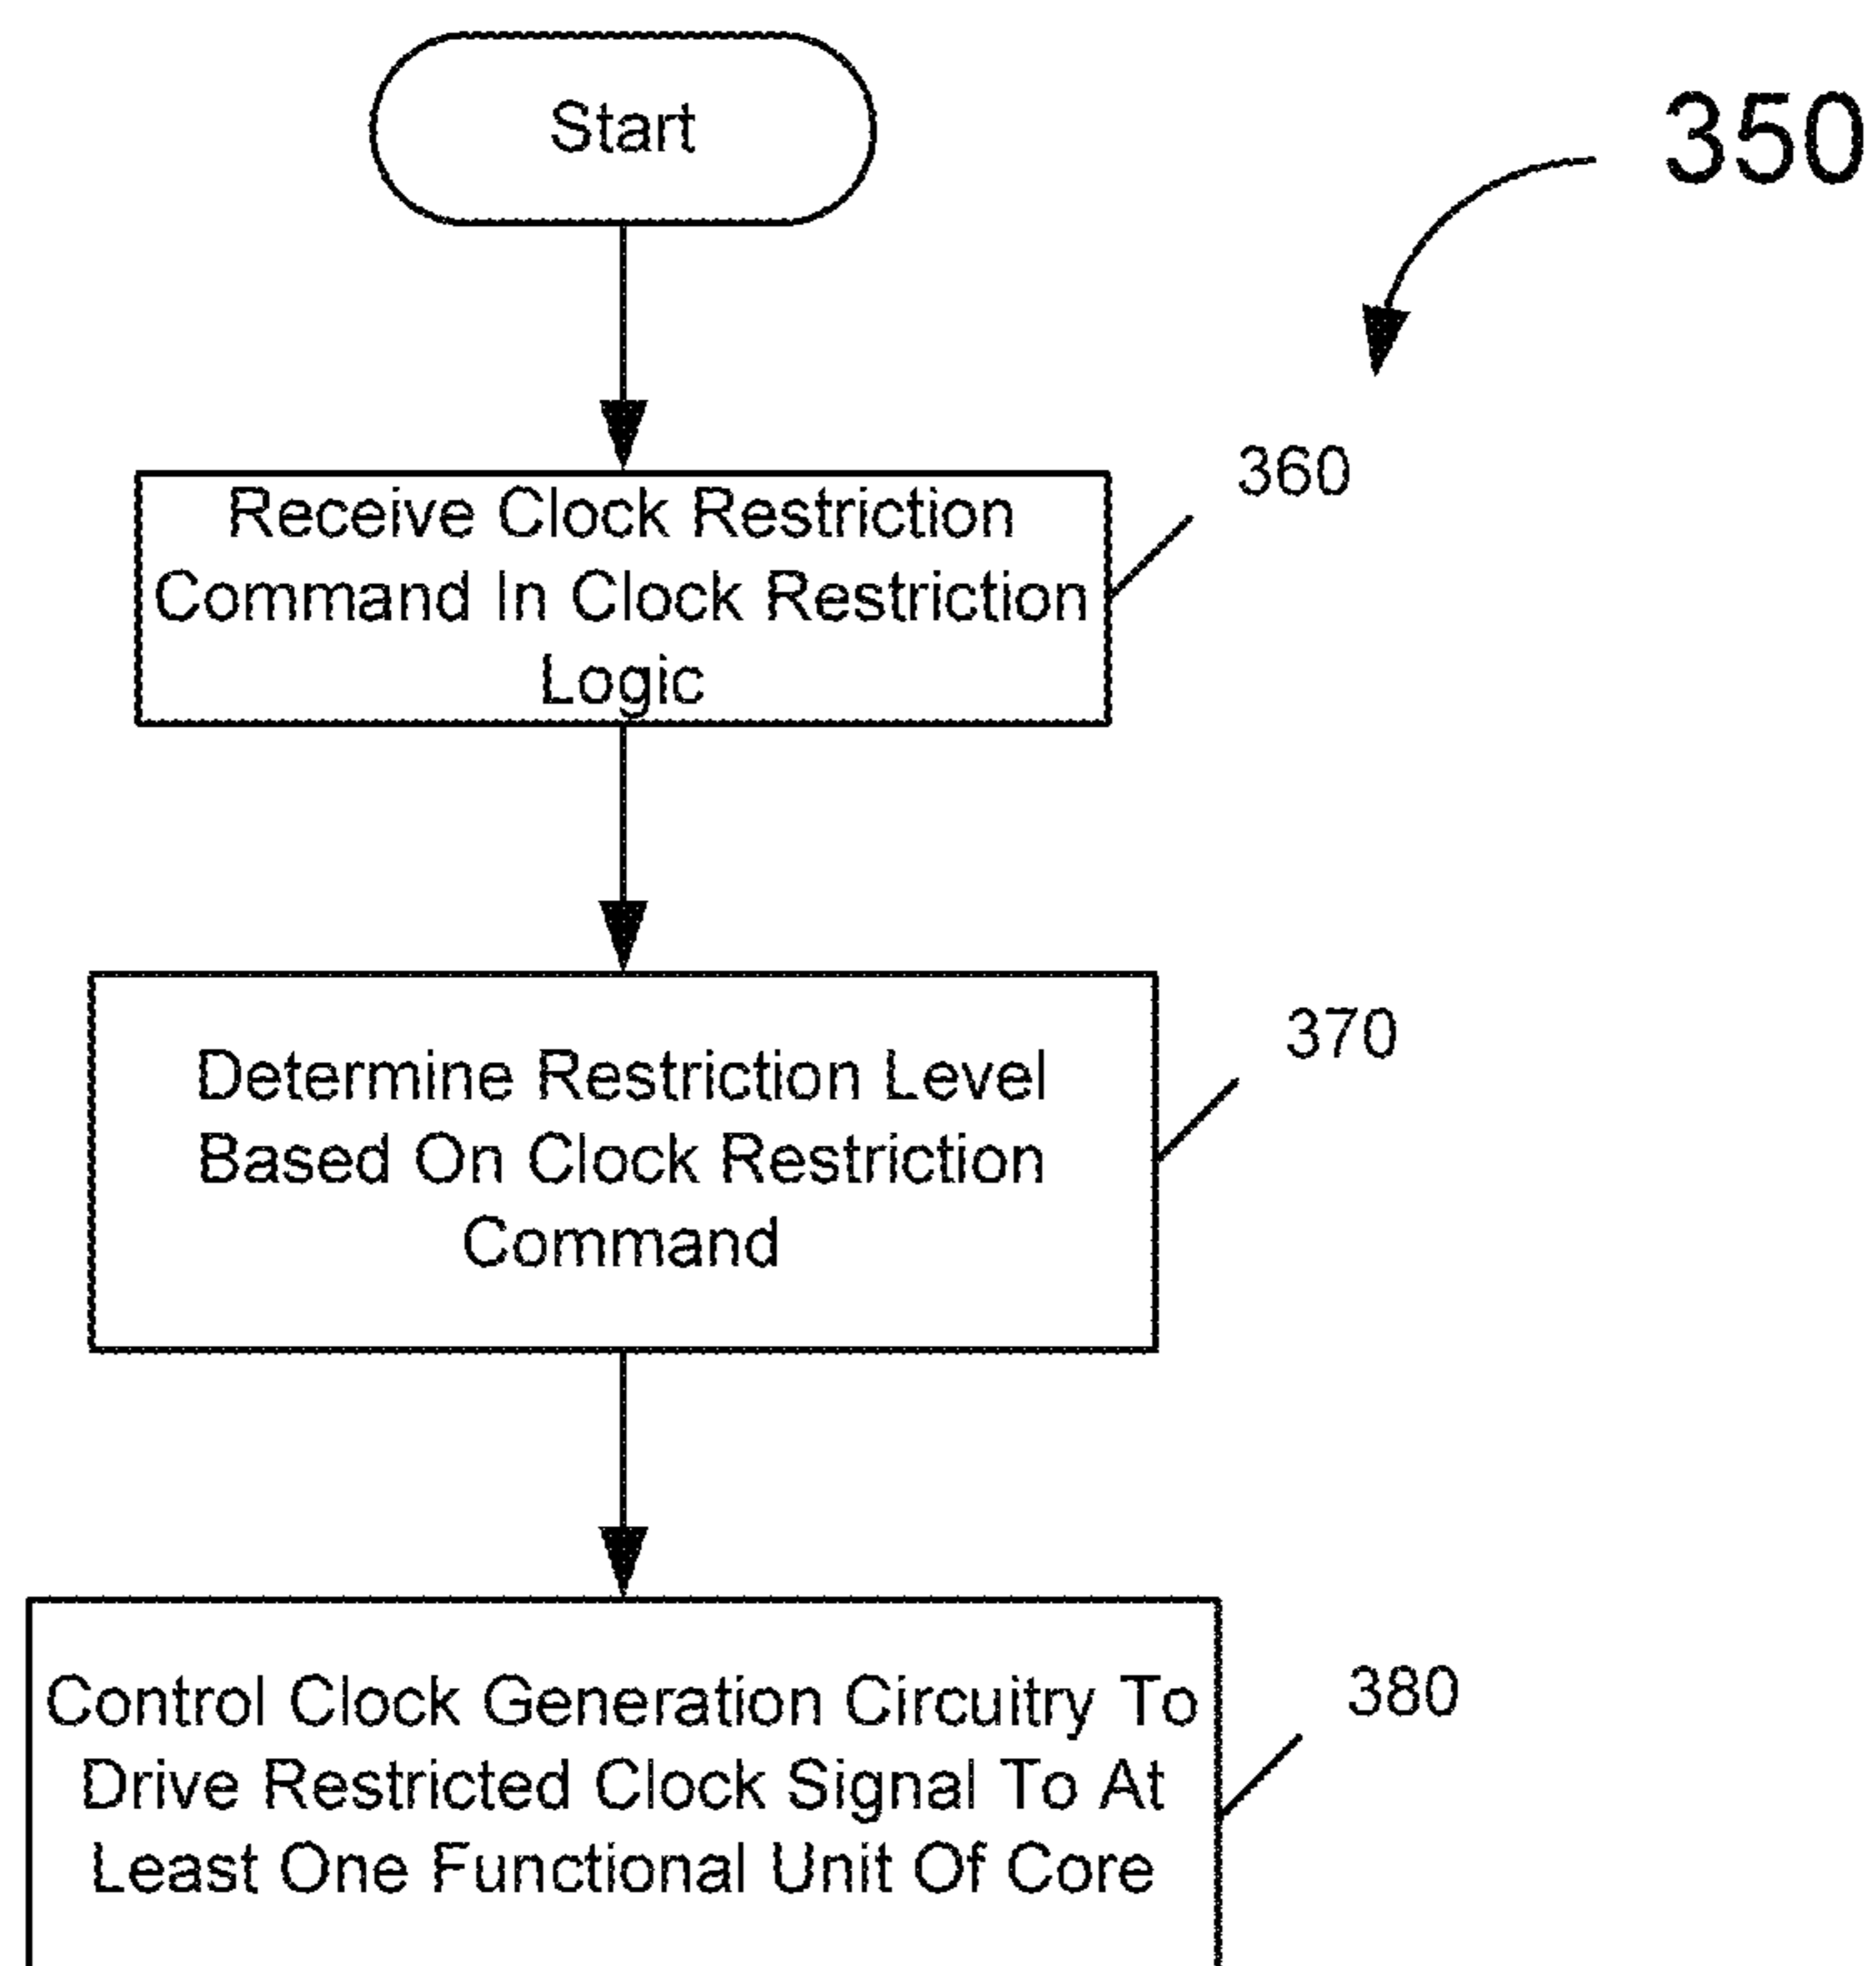 Start
350
Receive Clock Restriction
Command In Clock Restriction
Logic
360
Determine Restriction Level
Based On Clock Restriction
Command
370
Control Clock Generation Circuitry To
Drive Restricted Clock Signal To At
Least One Functional Unit Of Core
380